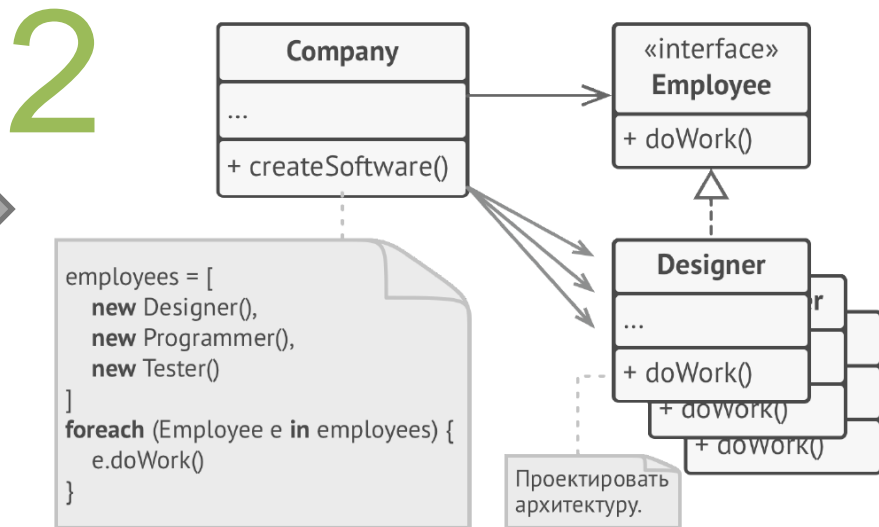 2
Company
...
+ createSoftware()
«interface»
Employee
+ doWork()
employees = [
new Designer(),
new Programmer(),
new Tester()
]
foreach (Employee e in employees) {
e.doWork()
}
Designer
...
+ doWork()
r
+ doWork()
+ doWork()
Проектировать
архитектуру.